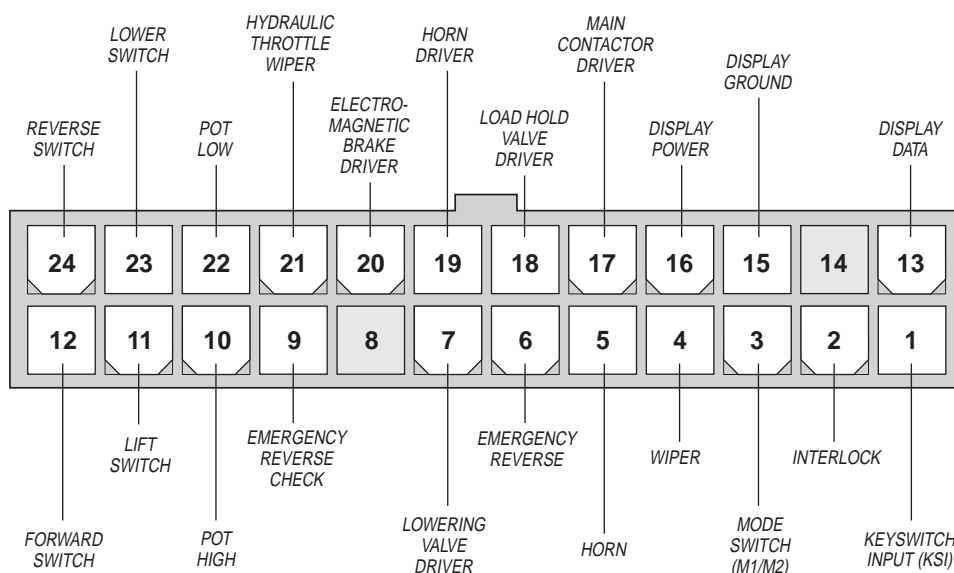 LOWER
SWITCH
HYDRAULIC
THROTTLE
WIPER
HORN
DRIVER
MAIN
CONTACTOR
DRIVER
DISPLAY
GROUND
REVERSE
SWITCH
POT
LOW
ELECTRO-
MAGNETIC
BRAKE
DRIVER
LOAD HOLD
VALVE
DRIVER
DISPLAY
POWER
DISPLAY
DATA
24 23 22 21 20 19 18 17 16 15 14 13
12 11 10 9 8 7 6 5 4 3 2 1
LIFT
SWITCH
EMERGENCY
REVERSE
CHECK
EMERGENCY
REVERSE
WIPER
INTERLOCK
FORWARD
SWITCH
POT
HIGH
LOWERING
VALVE
DRIVER
HORN
MODE
SWITCH
(M1/M2)
KEYSWITCH
INPUT (KSI)